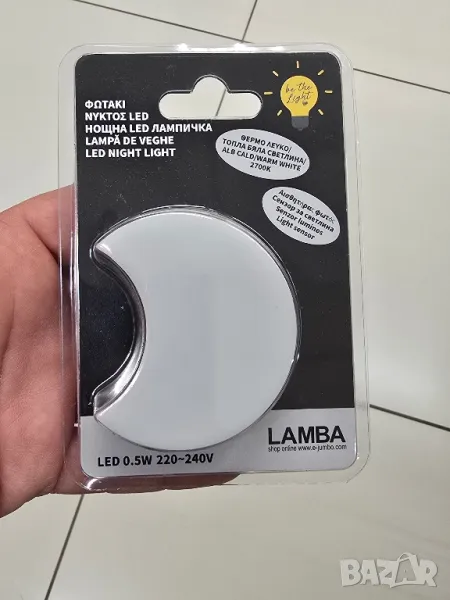 be the
light
ΦΩΤΑΚΙ
ΝΥΚΤΟΣ LED
НОЩНА LED ЛАМПИЧКА
LAMPĂ DE VEGHE
LED NIGHT LIGHT
ΘΕΡΜΟ ΛΕΥΚΟ/
ТОПЛА БЯЛА СВЕТЛИНА/
ALB CALD/WARM WHITE
2700K
Αισθητήρας φωτός
Сензор за светлина
Senzor luminos
Light sensor
LAMBA
shop online www.e-jumbo.com
LED 0.5W 220~240V
BAZAR